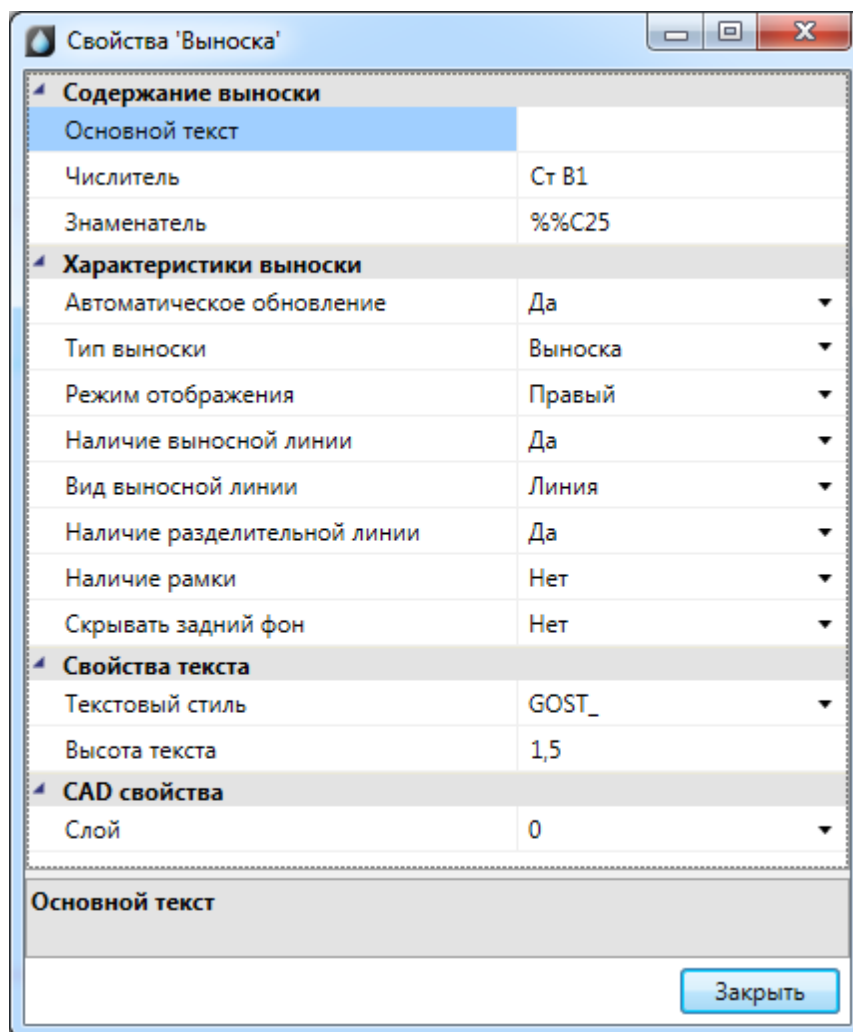 Свойства 'Выноска'
Содержание выноски
Основной текст
Числитель Ст В1
Знаменатель %%C25
Характеристики выноски
Автоматическое обновление Да
Тип выноски Выноска
Режим отображения Правый
Наличие выносной линии Да
Вид выносной линии Линия
Наличие разделительной линии Да
Наличие рамки Нет
Скрывать задний фон Нет
Свойства текста
Текстовый стиль GOST_
Высота текста 1,5
CAD свойства
Слой 0
Основной текст
Закрыть